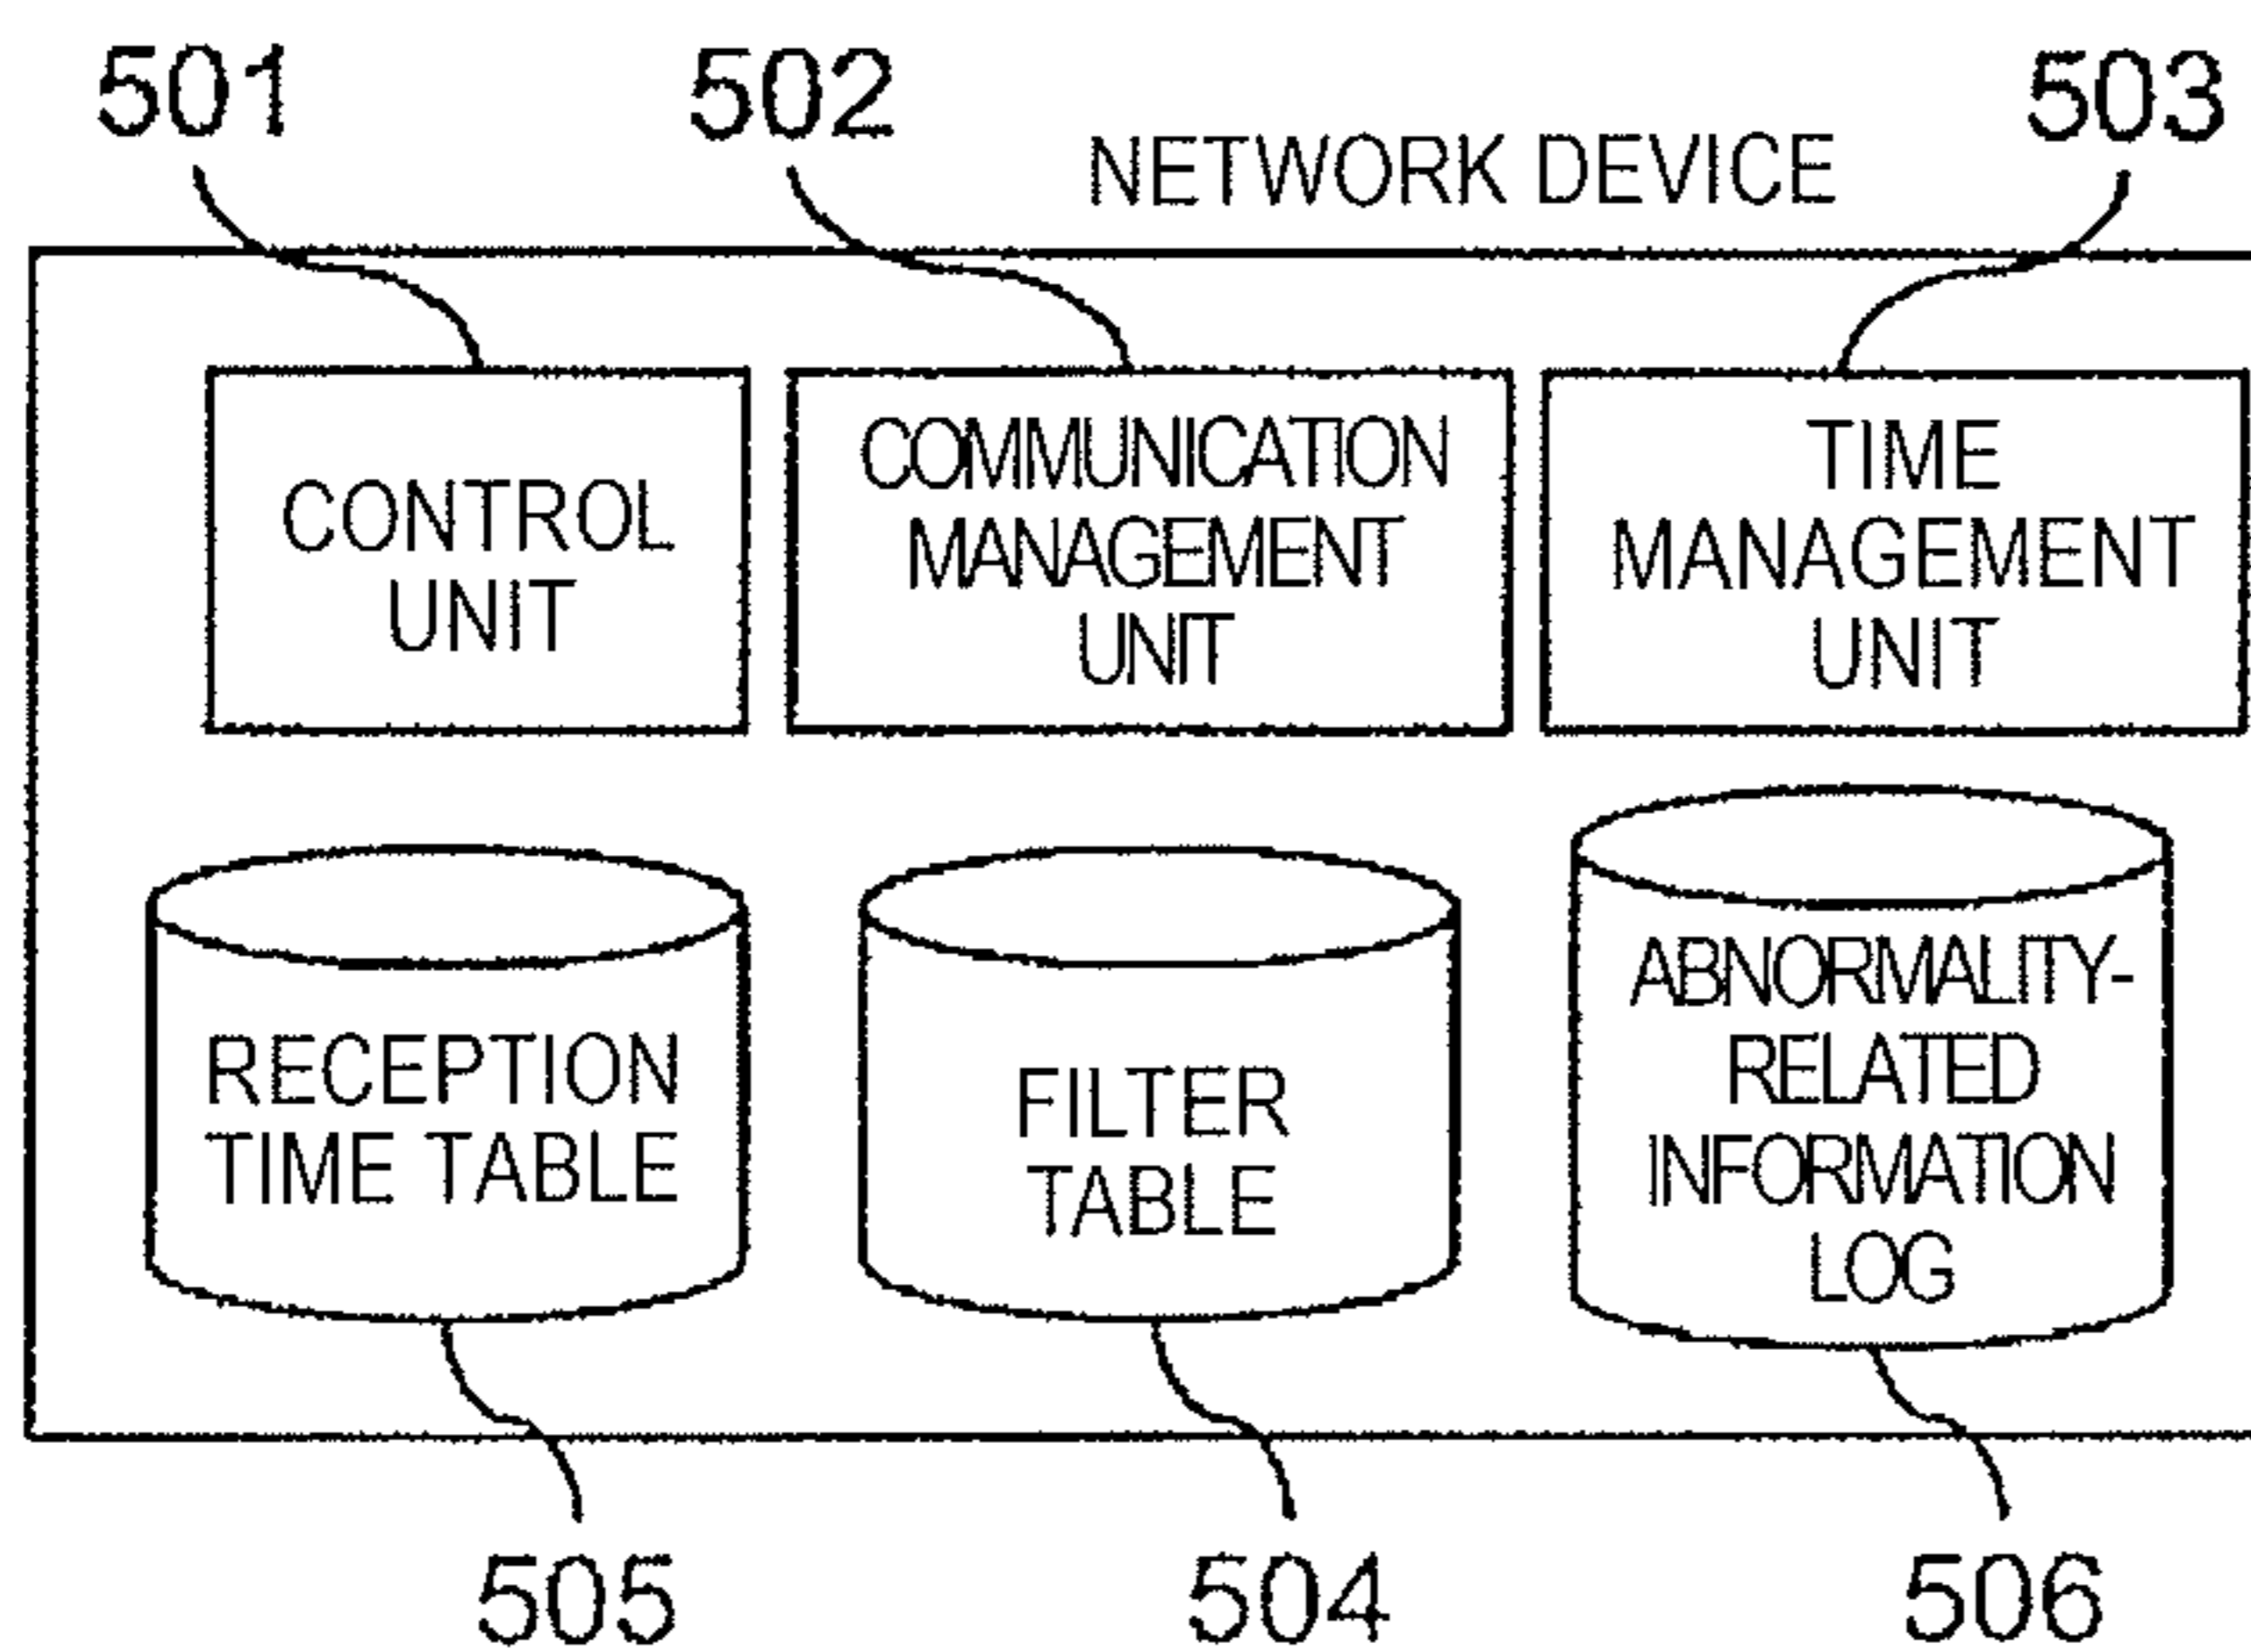 501
502
503
NETWORK DEVICE
CONTROL
UNIT
COMMUNICATION
MANAGEMENT
UNIT
TIME
MANAGEMENT
UNIT
RECEPTION
TIME TABLE
FILTER
TABLE
ABNORMALITY-
RELATED
INFORMATION
LOG
505
504
506